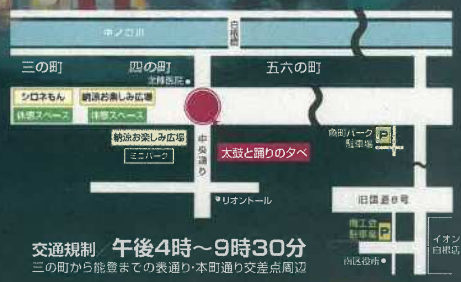 中ノ口川
白根橋
三の町
四の町
五六の町
北陣医院
シロネもん
納涼お楽しみ広場
休憩スペース
休憩スペース
納涼お楽しみ広場
ミニパーク
中央通り
太鼓と踊りの夕べ
魚町パーク
駐車場
P
リオントール
旧国道8号
商工会
駐車場
P
南区役所
イオン
白根店
交通規制 午後4時～9時30分
三の町から能登までの表通り・本町通り交差点周辺